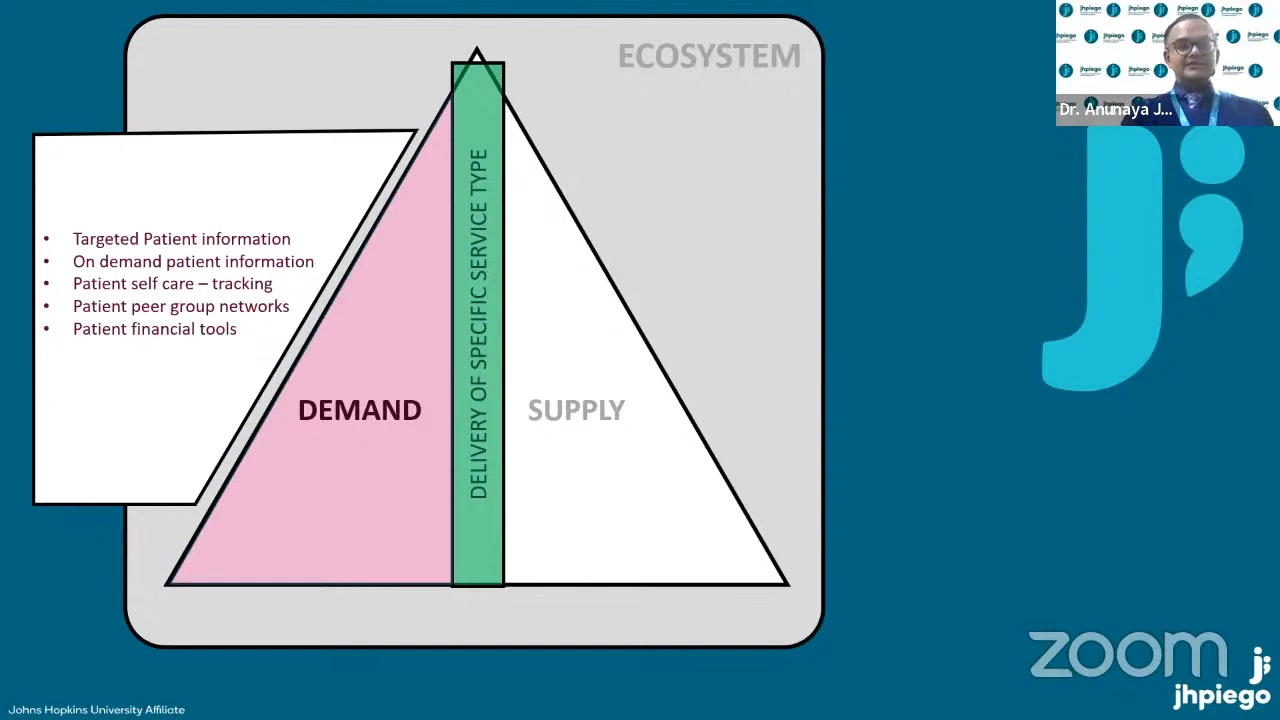 ECOSYSTEM
• Targeted Patient information
• On demand patient information
• Patient self care – tracking
• Patient peer group networks
• Patient financial tools
DEMAND
DELIVERY OF SPECIFIC SERVICE TYPE
SUPPLY
Dr. Anunaya J...
zoom
jhpiego
Johns Hopkins University Affiliate